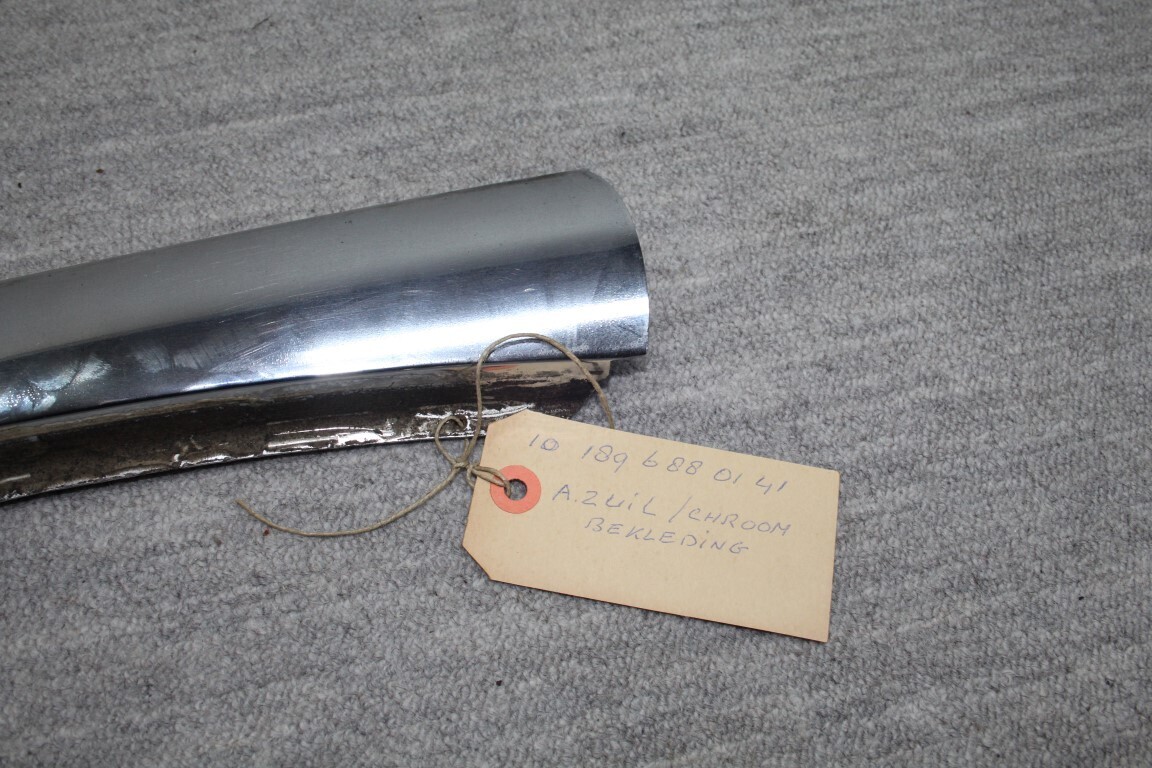 10 189 688 01 41
A.ZUIL / CHROOM
BEKLEDING